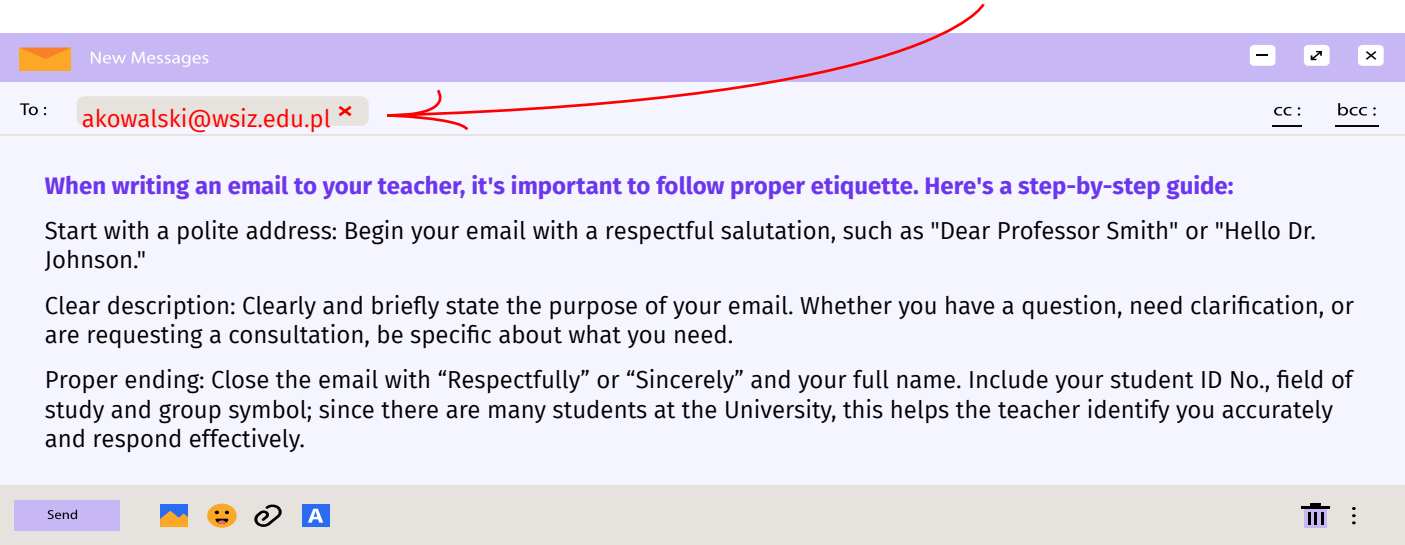 New Messages
To :
akowalski@wsiz.edu.pl
cc :
bcc :
When writing an email to your teacher, it's important to follow proper etiquette. Here's a step-by-step guide:
Start with a polite address: Begin your email with a respectful salutation, such as "Dear Professor Smith" or "Hello Dr.
Johnson."
Clear description: Clearly and briefly state the purpose of your email. Whether you have a question, need clarification, or
are requesting a consultation, be specific about what you need.
Proper ending: Close the email with “Respectfully” or “Sincerely” and your full name. Include your student ID No., field of
study and group symbol; since there are many students at the University, this helps the teacher identify you accurately
and respond effectively.
Send
A